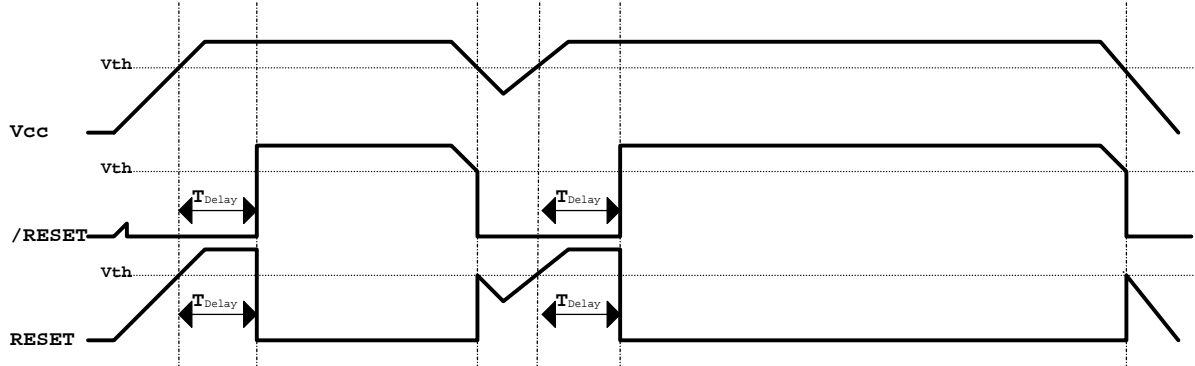 Vth
Vcc
Vth
TDelay TDelay
/RESET
Vth
TDelay TDelay
RESET